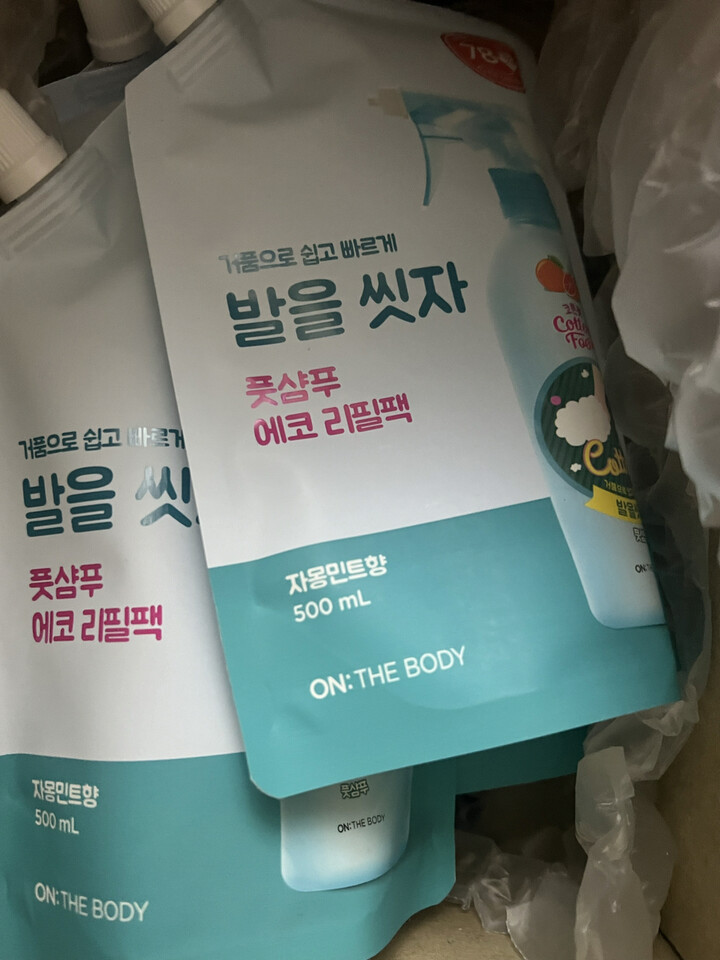 거품으로 쉽고 빠르게
발을 씻자
풋샴푸
에코 리필팩
자몽민트향
500 mL
ON: THE BODY
ON:
거품으로 쉽고 빠르게
발을
풋샴푸
에코 리필팩
자몽민트향
500 mL
ON: THE BODY
풋샴푸
ON: THE BODY